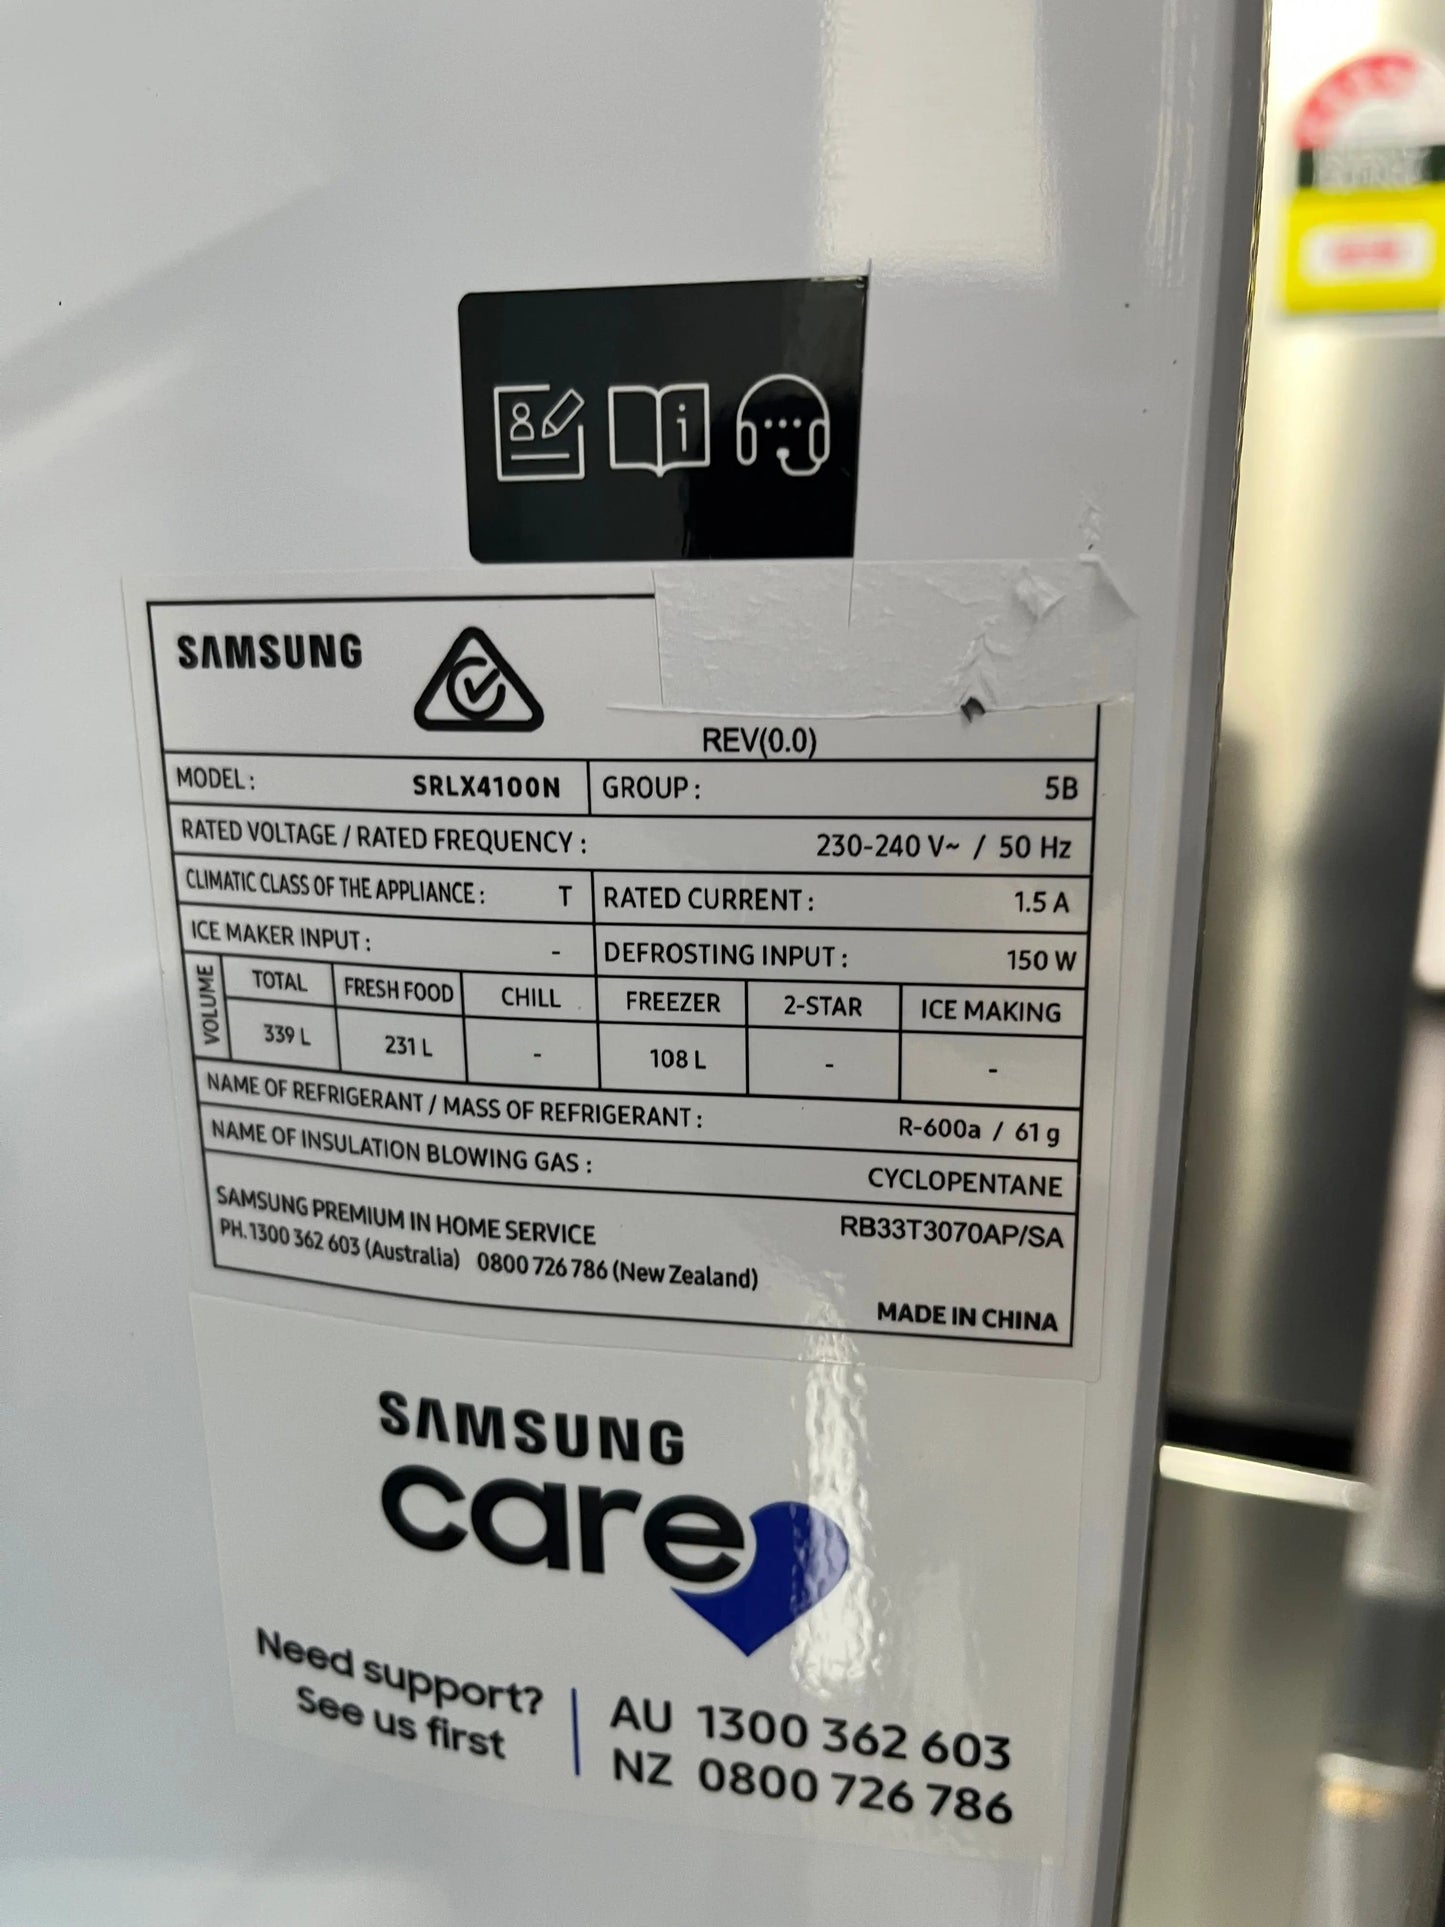 SAMSUNG
REV(0.0)
MODEL : SRLX4100N GROUP : 5B
RATED VOLTAGE / RATED FREQUENCY : 230-240 V~ / 50 Hz
CLIMATIC CLASS OF THE APPLIANCE : T RATED CURRENT : 1.5 A
ICE MAKER INPUT : - DEFROSTING INPUT : 150 W
VOLUME
TOTAL FRESH FOOD CHILL FREEZER 2-STAR ICE MAKING
339 L 231 L - 108 L - -
NAME OF REFRIGERANT / MASS OF REFRIGERANT : R-600a / 61 g
NAME OF INSULATION BLOWING GAS : CYCLOPENTANE
SAMSUNG PREMIUM IN HOME SERVICE RB33T3070AP/SA
PH. 1300 362 603 (Australia) 0800 726 786 (New Zealand)
MADE IN CHINA
SAMSUNG
care
Need support?
See us first
AU 1300 362 603
NZ 0800 726 786